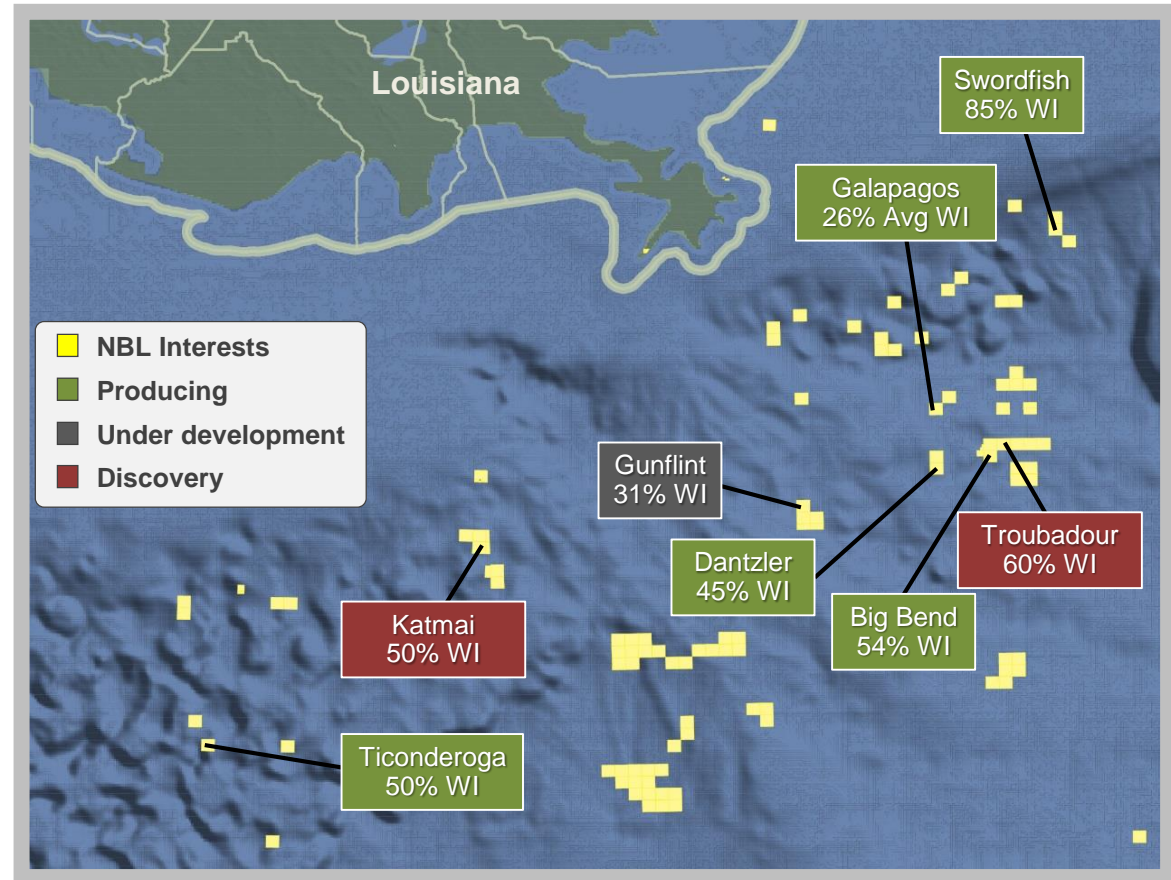 Louisiana
Swordfish
85% WI
Galapagos
26% Avg WI
NBL Interests
Producing
Under development
Discovery
Gunflint
31% WI
Troubadour
60% WI
Dantzler
45% WI
Big Bend
54% WI
Katmai
50% WI
Ticonderoga
50% WI